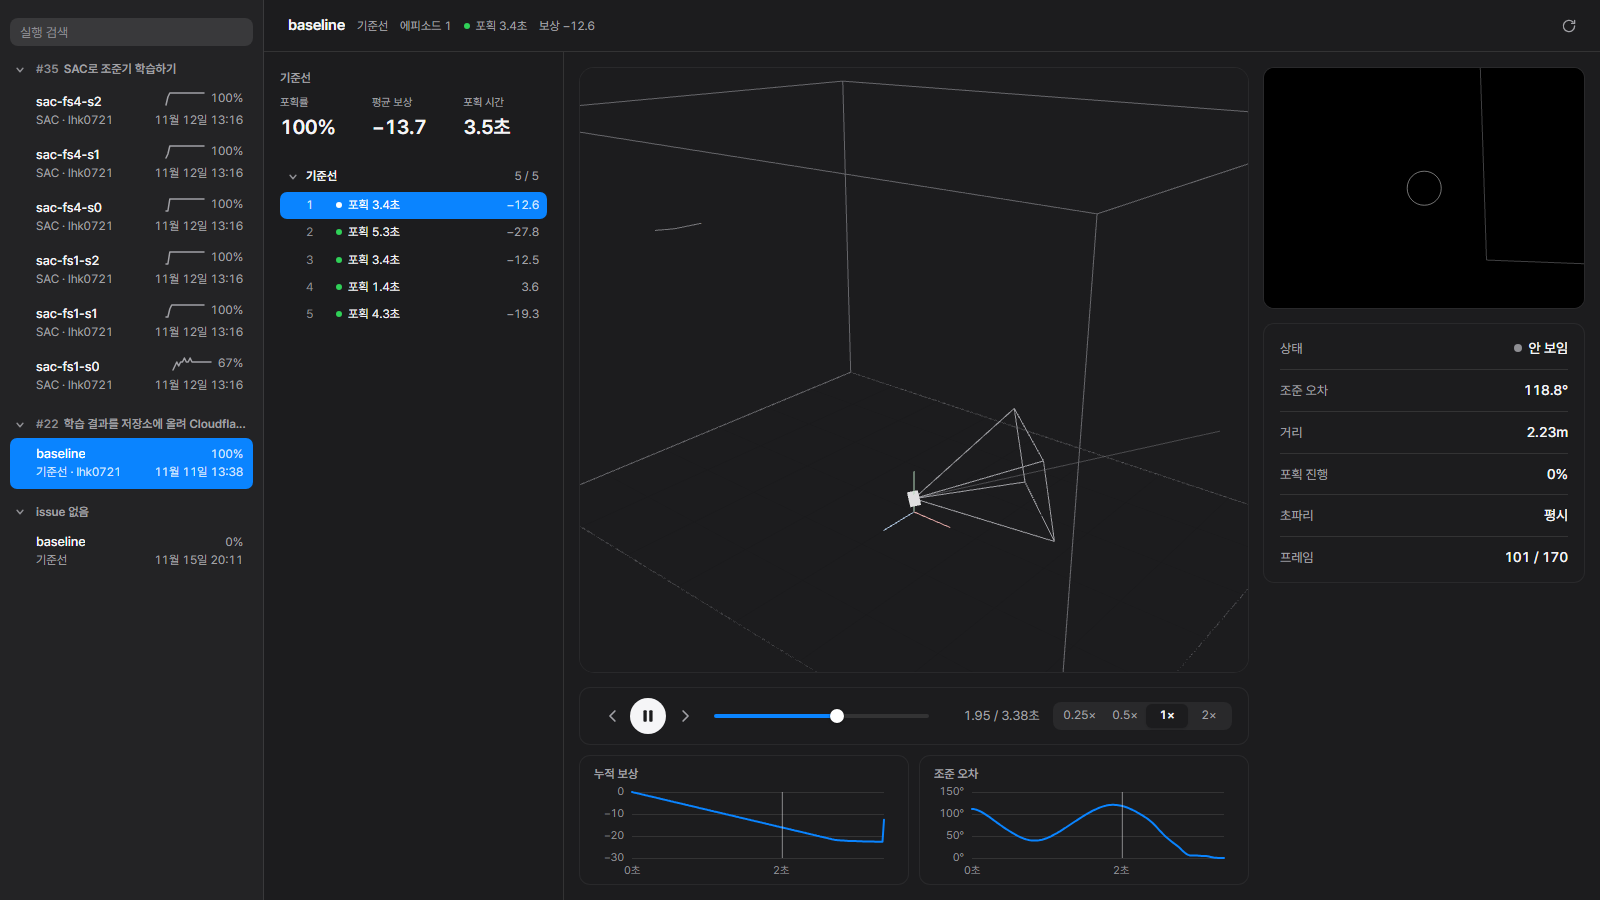 실행 검색
#35 SAC로 조준기 학습하기
sac-fs4-s2 100%
SAC · lhk0721 11월 12일 13:16
sac-fs4-s1 100%
SAC · lhk0721 11월 12일 13:16
sac-fs4-s0 100%
SAC · lhk0721 11월 12일 13:16
sac-fs1-s2 100%
SAC · lhk0721 11월 12일 13:16
sac-fs1-s1 100%
SAC · lhk0721 11월 12일 13:16
sac-fs1-s0 67%
SAC · lhk0721 11월 12일 13:16
#22 학습 결과를 저장소에 올려 Cloudfla...
baseline 100%
기준선 · lhk0721 11월 11일 13:38
issue 없음
baseline 0%
기준선 11월 15일 20:11
baseline 기준선 에피소드 1 포획 3.4초 보상 −12.6
기준선
포획률 평균 보상 포획 시간
100% −13.7 3.5초
기준선 5 / 5
1 포획 3.4초 −12.6
2 포획 5.3초 −27.8
3 포획 3.4초 −12.5
4 포획 1.4초 3.6
5 포획 4.3초 −19.3
1.95 / 3.38초 0.25× 0.5× 1× 2×
누적 보상
0
−10
−20
−30
0초 2초
조준 오차
150°
100°
50°
0°
0초 2초
상태 안 보임
조준 오차 118.8°
거리 2.23m
포획 진행 0%
초파리 평시
프레임 101 / 170